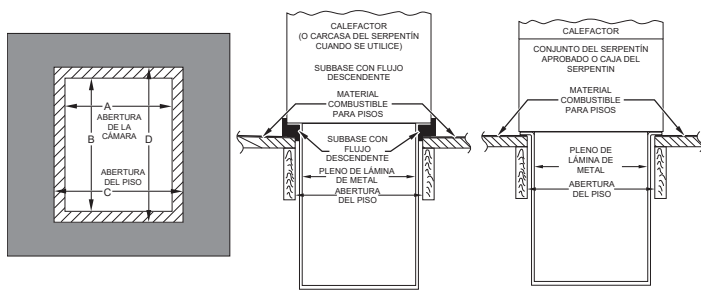 A
ABERTURA
DE LA
CÁMARA
B
D
ABERTURA
DEL PISO
C
CALEFACTOR
(O CARCASA DEL SERPENTÍN
CUANDO SE UTILICE)
SUBBASE CON FLUJO
DESCENDENTE
MATERIAL
COMBUSTIBLE
PARA PISOS
SUBBASE CON
FLUJO
DESCENDENTE
PLENO DE LÁMINA
DE METAL
ABERTURA
DEL PISO
CALEFACTOR
CONJUNTO DEL SERPENTÍN
APROBADO O CAJA DEL
SERPENTIN
MATERIAL
COMBUSTIBLE
PARA PISOS
PLENO DE
LÁMINA DE
METAL
ABERTURA
DEL PISO